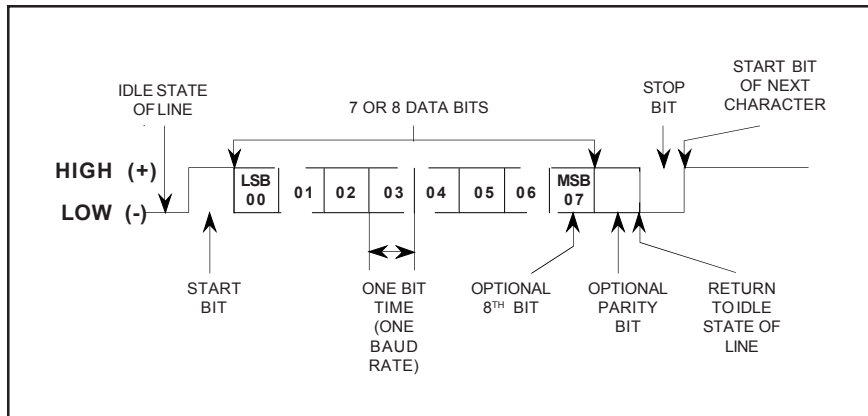 IDLE STATE
OF LINE
7 OR 8 DATA BITS
STOP
BIT
START BIT
OF NEXT
CHARACTER
HIGH (+)
LOW (-)
LSB
00
01
02
03
04
05
06
MSB
07
START
BIT
ONE BIT
TIME
(ONE
BAUD
RATE)
OPTIONAL
8TH BIT
OPTIONAL
PARITY
BIT
RETURN
TO IDLE
STATE OF
LINE